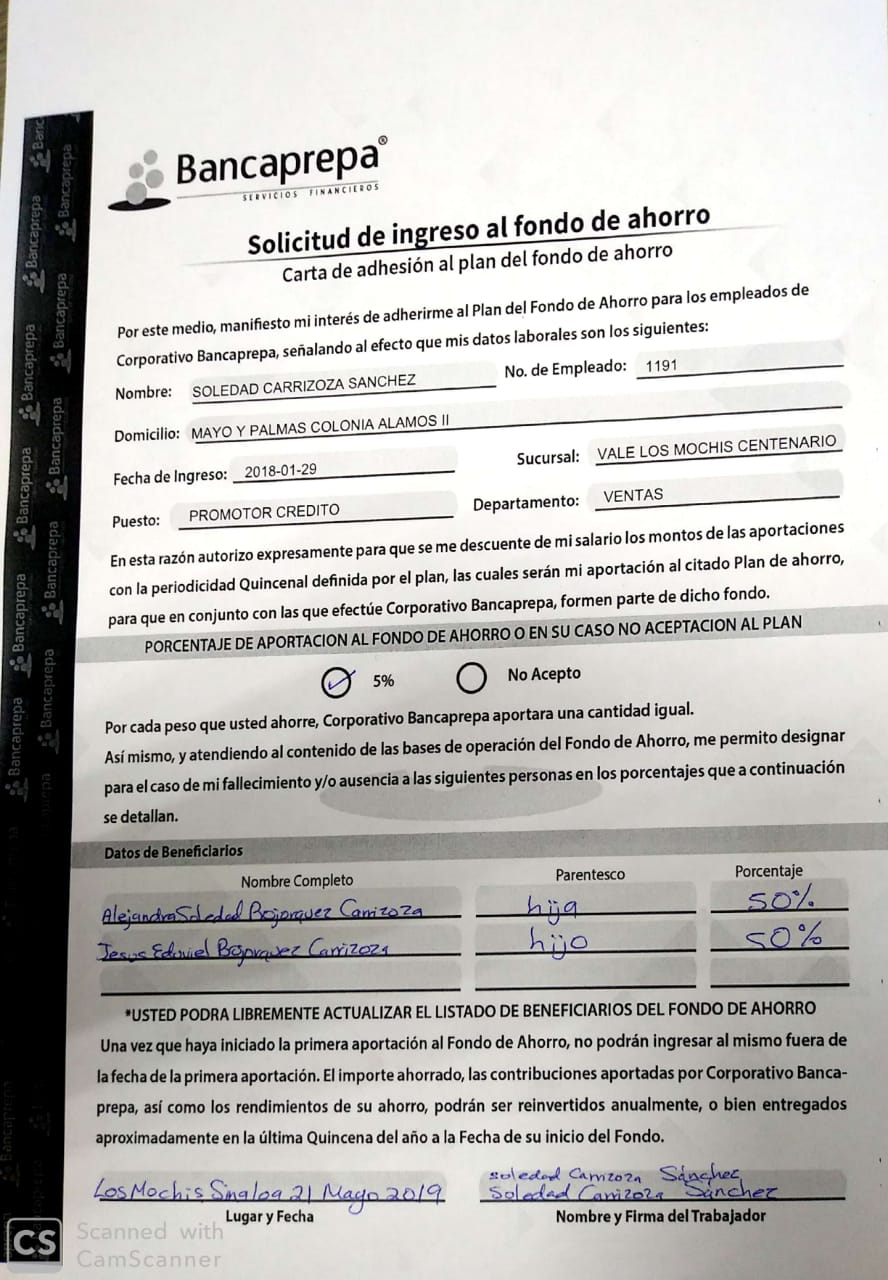 Bancaprepa®
SERVICIOS FINANCIEROS
Solicitud de ingreso al fondo de ahorro
Carta de adhesión al plan del fondo de ahorro
Por este medio, manifiesto mi interés de adherirme al Plan del Fondo de Ahorro para los empleados de
Corporativo Bancaprepa, señalando al efecto que mis datos laborales son los siguientes:
Nombre: SOLEDAD CARRIZOZA SANCHEZ No. de Empleado: 1191
Domicilio: MAYO Y PALMAS COLONIA ALAMOS II
Fecha de Ingreso: 2018-01-29 Sucursal: VALE LOS MOCHIS CENTENARIO
Puesto: PROMOTOR CREDITO Departamento: VENTAS
En esta razón autorizo expresamente para que se me descuente de mi salario los montos de las aportaciones
con la periodicidad Quincenal definida por el plan, las cuales serán mi aportación al citado Plan de ahorro,
para que en conjunto con las que efectúe Corporativo Bancaprepa, formen parte de dicho fondo.
PORCENTAJE DE APORTACION AL FONDO DE AHORRO O EN SU CASO NO ACEPTACION AL PLAN
5% No Acepto
Por cada peso que usted ahorre, Corporativo Bancaprepa aportara una cantidad igual.
Así mismo, y atendiendo al contenido de las bases de operación del Fondo de Ahorro, me permito designar
para el caso de mi fallecimiento y/o ausencia a las siguientes personas en los porcentajes que a continuación
se detallan.
Datos de Beneficiarios
Nombre Completo Parentesco Porcentaje
Alejandra Soledad Bojorquez Carrizoza hija 50%
Jesus Carrizoza hijo 50%
*USTED PODRA LIBREMENTE ACTUALIZAR EL LISTADO DE BENEFICIARIOS DEL FONDO DE AHORRO
Una vez que haya iniciado la primera aportación al Fondo de Ahorro, no podrán ingresar al mismo fuera de
la fecha de la primera aportación. El importe ahorrado, las contribuciones aportadas por Corporativo Banca-
prepa, así como los rendimientos de su ahorro, podrán ser reinvertidos anualmente, o bien entregados
aproximadamente en la última Quincena del año a la Fecha de su inicio del Fondo.
soledad Carrizoza Sánchez
Los Mochis Sinaloa 21 Mayo 2019 Soledad Carrizoza Sánchez
Lugar y Fecha Nombre y Firma del Trabajador
CS Scanned with
CamScanner